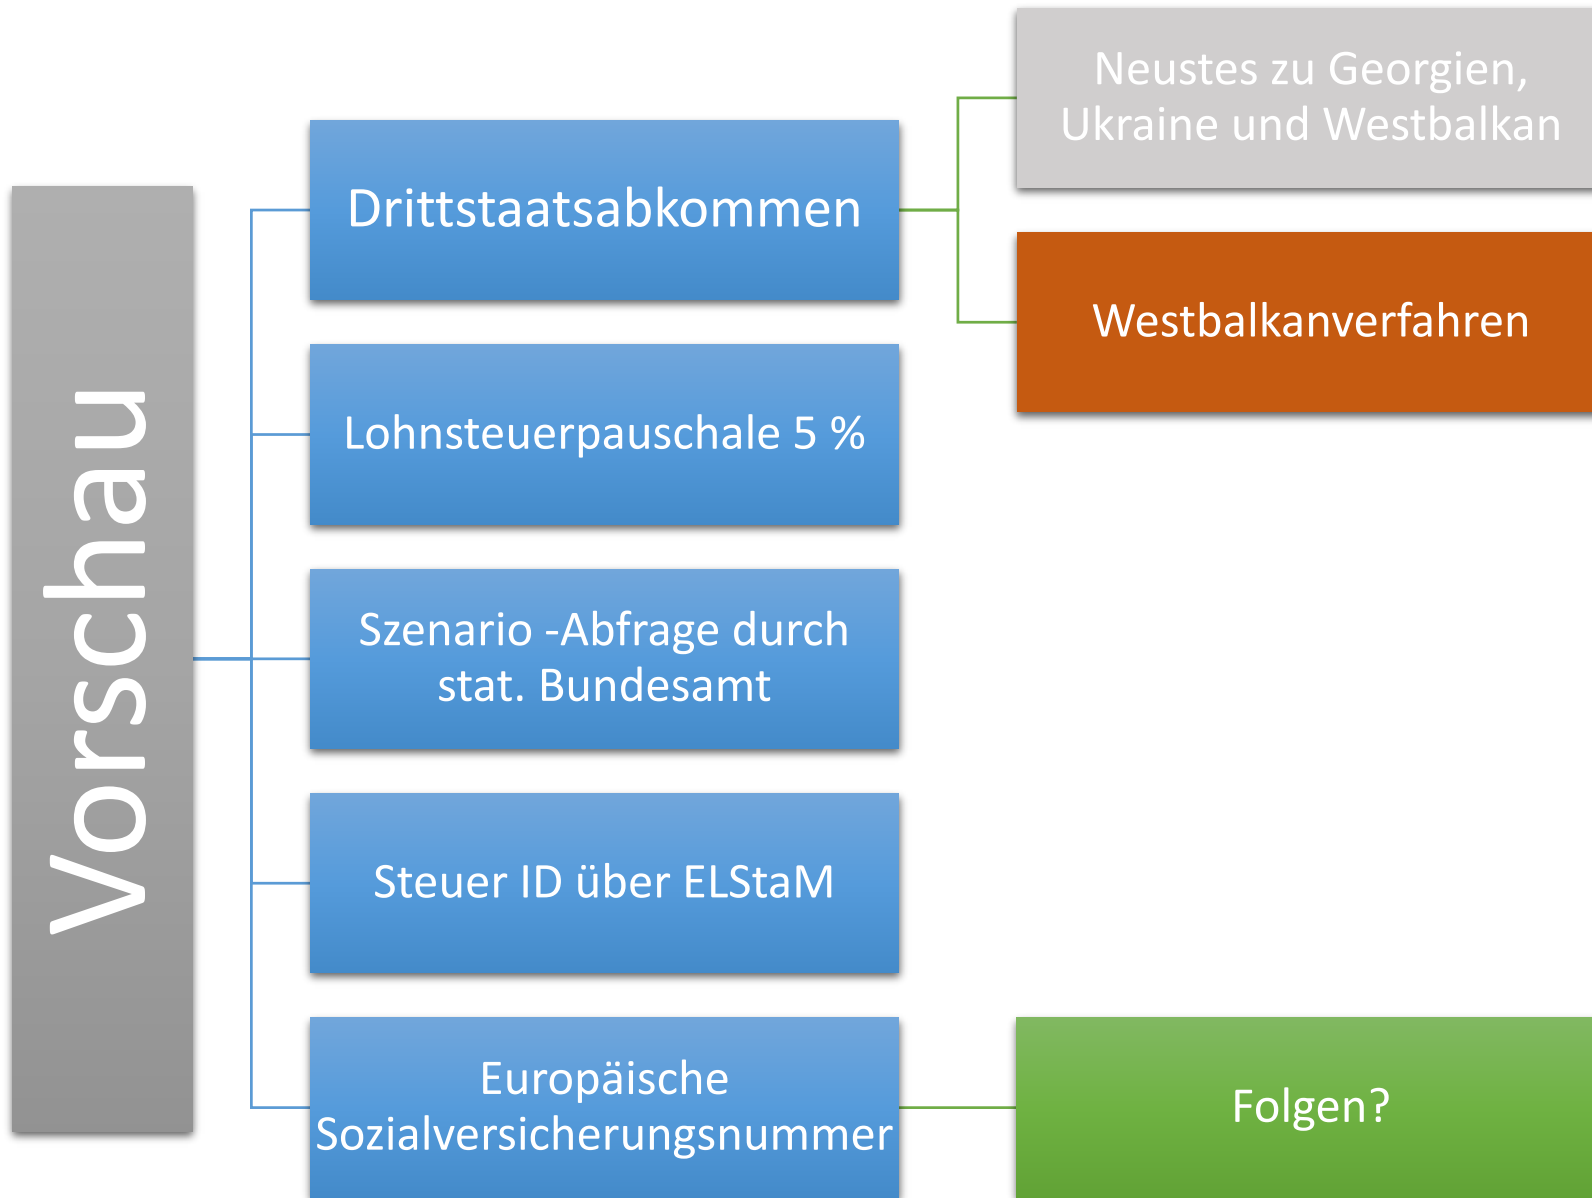 Vorschau
Drittstaatsabkommen
Neustes zu Georgien,
Ukraine und Westbalkan
Westbalkanverfahren
Lohnsteuerpauschale 5 %
Szenario -Abfrage durch
stat. Bundesamt
Steuer ID über ELStaM
Europäische
Sozialversicherungsnummer
Folgen?